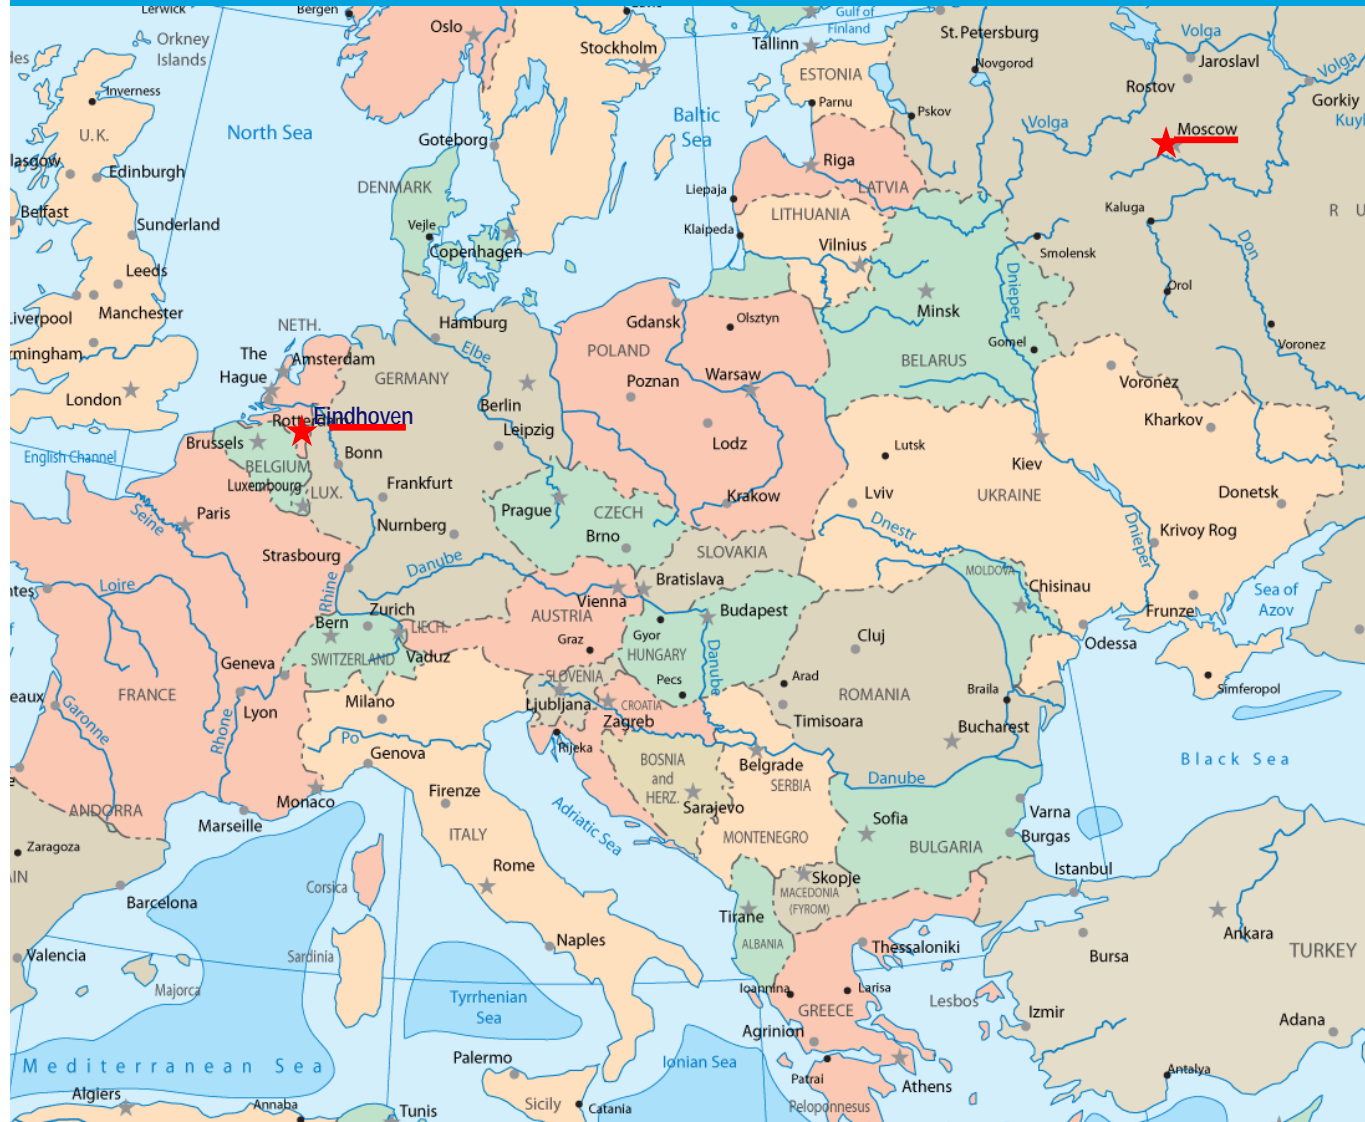 Lerwick
Bergen
Oslo
Orkney
Islands
Stockholm
Tallinn
Gulf of
Finland
St. Petersburg
Novgorod
Volga
Jaroslavl
Rostov
Volga
Gorkiy
Inverness
U.K.
North Sea
Goteborg
Baltic
Sea
ESTONIA
Parnu
Pskov
Volga
Moscow
Edinburgh
DENMARK
Riga
LATVIA
Liepaja
Belfast
Sunderland
Vejle
Copenhagen
LITHUANIA
Klaipeda
Vilnius
Kaluga
R U
Don
Smolensk
Leeds
Manchester
Dnieper
Orol
Minsk
NETH.
Hamburg
Gdansk
Olsztyn
Gomel
Voronez
The
Hague
Amsterdam
Elbe
POLAND
BELARUS
GERMANY
Poznan
Warsaw
Voronez
London
Berlin
Eindhoven
Kharkov
Brussels
Leipzig
Lodz
Lutsk
English Channel
BELGIUM
Bonn
Kiev
Luxembourg
LUX.
Frankfurt
Krakow
Lviv
UKRAINE
Donetsk
Seine
Paris
Prague
CZECH
Nurnberg
Brno
Dnestr
Dnieper
Krivoy Rog
Strasbourg
Danube
SLOVAKIA
Loire
Rhine
Bratislava
MOLDOVA
Chisinau
Sea of
Azov
Zurich
Vienna
Budapest
Frunze
Bern
LIECH.
AUSTRIA
Graz
Gyor
Cluj
Odessa
Geneva
SWITZERLAND
Vaduz
HUNGARY
Danube
FRANCE
SLOVENIA
Pecs
Arad
ROMANIA
Braila
Simferopol
Garonne
Lyon
Milano
Ljubljana
CROATIA
Zagreb
Timisoara
Bucharest
Rhone
Po
Genova
Rijeka
BOSNIA
and
HERZ.
Belgrade
Black Sea
Danube
SERBIA
Monaco
Firenze
Sarajevo
ANDORRA
Marseille
Adriatic Sea
ITALY
MONTENEGRO
Sofia
Varna
BULGARIA
Burgas
Zaragoza
Rome
Skopje
Istanbul
Corsica
MACEDONIA
(FYROM)
Barcelona
Tirane
Ankara
Naples
ALBANIA
Thessaloniki
Valencia
Sardinia
Bursa
TURKEY
Majorca
Tyrrhenian
Sea
Ioannina
Larisa
Lesbos
GREECE
Izmir
Adana
Agrinion
Mediterranean Sea
Palermo
Ionian Sea
Patrai
Athens
Antalya
Algiers
Annaba
Tunis
Sicily
Catania
Peloponnesus